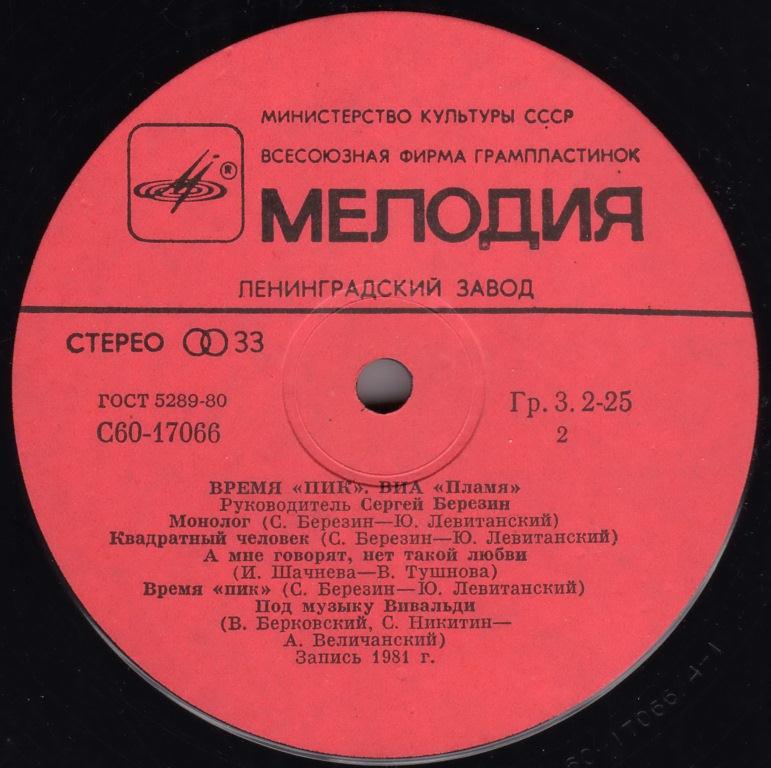 МИНИСТЕРСТВО КУЛЬТУРЫ СССР
ВСЕСОЮЗНАЯ ФИРМА ГРАМПЛАСТИНОК
®
МЕЛОДИЯ
ЛЕНИНГРАДСКИЙ ЗАВОД
СТЕРЕО 33
ГОСТ 5289-80
С60-17066
Гр. 3. 2-25
2
ВРЕМЯ «ПИК». ВИА «Пламя»
Руководитель Сергей Березин
Монолог (С. Березин—Ю. Левитанский)
Квадратный человек (С. Березин—Ю. Левитанский)
А мне говорят, нет такой любви
(И. Шачнева—В. Тушнова)
Время «пик» (С. Березин—Ю. Левитанский)
Под музыку Вивальди
(В. Берковский, С. Никитин—
А. Величанский)
Запись 1981 г.
60-17066